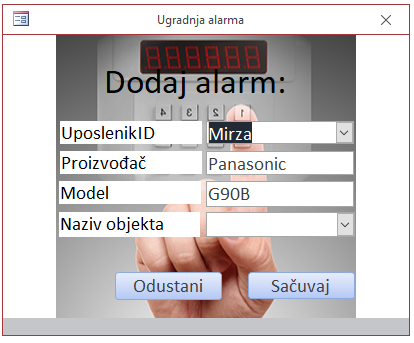 Ugradnja alarma
Dodaj alarm:
UposlenikID Mirza
Proizvođač Panasonic
Model G90B
Naziv objekta
Odustani Sačuvaj